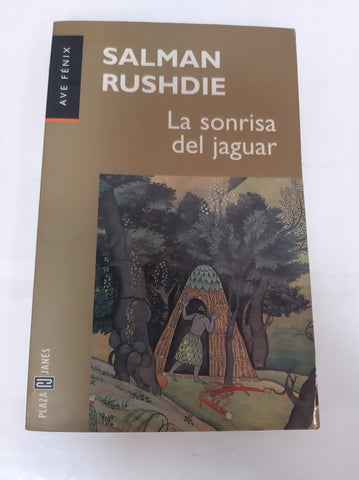 AVE FÉNIX
SALMAN
RUSHDIE
La sonrisa
del jaguar
PLAZA JANÉS